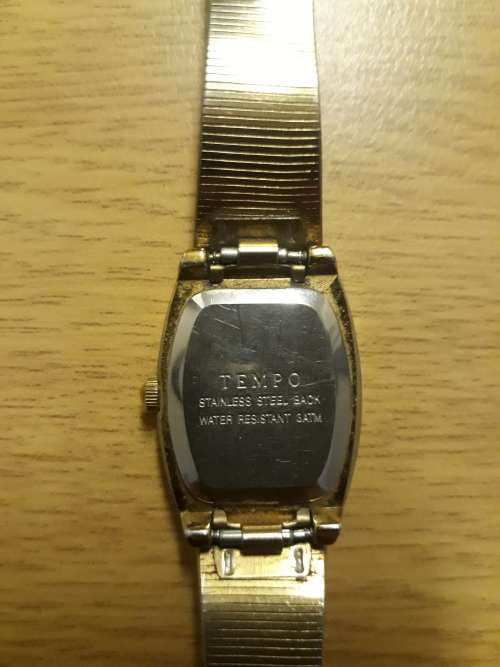 TEMPO
STAINLESS STEEL BACK
WATER RESISTANT 3ATM